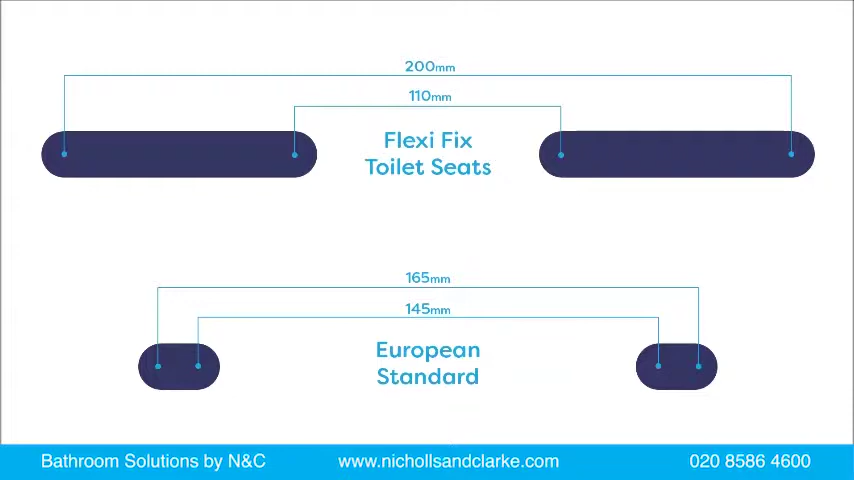 200mm
110mm
Flexi Fix
Toilet Seats
165mm
145mm
European
Standard
Bathroom Solutions by N&C www.nichollsandclarke.com 020 8586 4600